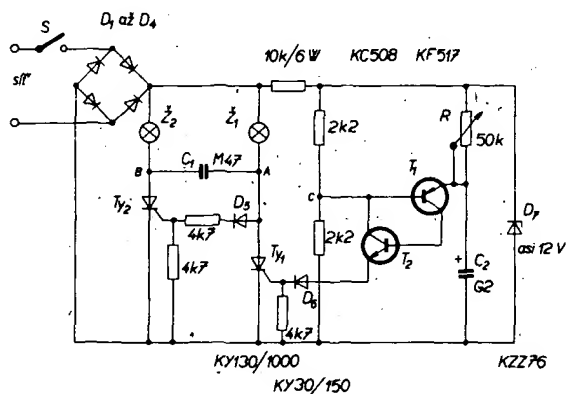 D₁ až D₄
S
síť
10k/6 W
KC508 KF517
Ž₂
Ž₁
2k2
R
50k
C₁ M47
B
A
T₁
Ty₂
D₅
C
D₇
4k7
Ty₁
2k2
T₂
asi 12 V
4k7
D₆
+
C₂
G2
4k7
KY130/1000
KZZ76
KY30/150